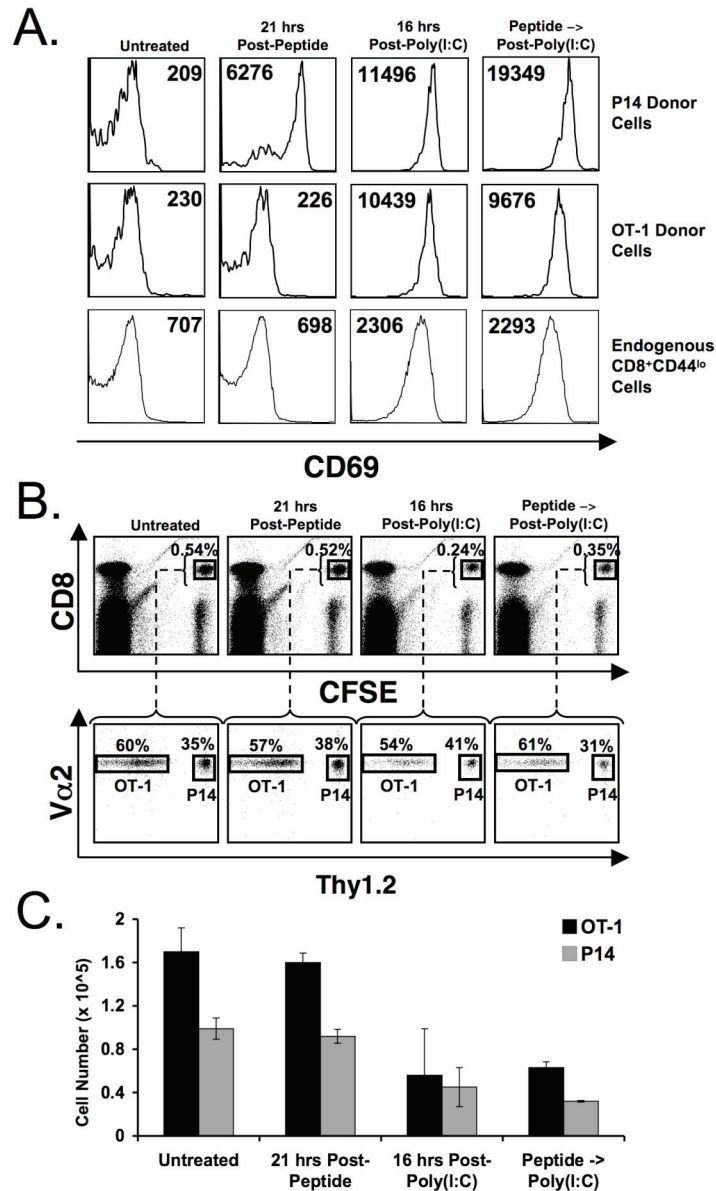 A.
Untreated
21 hrs
Post-Peptide
16 hrs
Post-Poly(I:C)
Peptide –>
Post-Poly(I:C)
209
6276
11496
19349
P14 Donor
Cells
230
226
10439
9676
OT-1 Donor
Cells
707
698
2306
2293
Endogenous
CD8⁺CD44ˡᵒ
Cells
CD69
B.
Untreated
21 hrs
Post-Peptide
16 hrs
Post-Poly(I:C)
Peptide –>
Post-Poly(I:C)
0.54%
0.52%
0.24%
0.35%
CD8
CFSE
60%
35%
57%
38%
54%
41%
61%
31%
OT-1
P14
OT-1
P14
OT-1
P14
OT-1
P14
Vα2
Thy1.2
C.
2
1.6
1.2
0.8
0.4
0
Cell Number (x 10^5)
OT-1
P14
Untreated
21 hrs Post-
Peptide
16 hrs Post-
Poly(I:C)
Peptide ->
Poly(I:C)